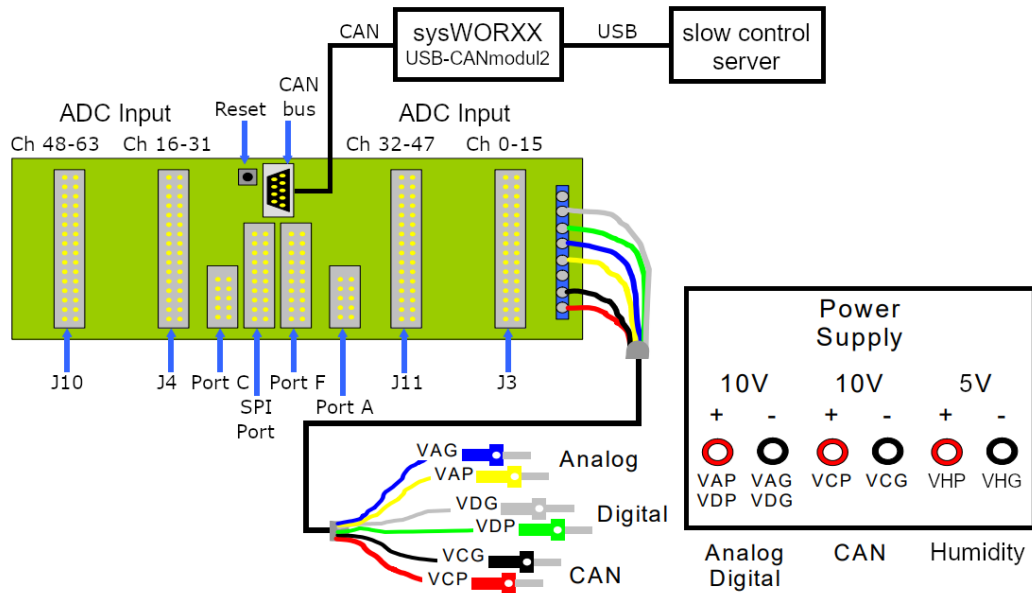 CAN
sysWORXX
USB-CANmodul2
USB
slow control
server
ADC Input
Reset
CAN
bus
ADC Input
Ch 48-63
Ch 16-31
Ch 32-47
Ch 0-15
J10
J4
Port C
SPI
Port
Port F
Port A
J11
J3
VAG
VAP
Analog
VDG
VDP
Digital
VCG
VCP
CAN
Power
Supply
10V
10V
5V
+ -
+ -
+ -
VAP
VDP
VAG
VDG
VCP
VCG
VHP
VHG
Analog
Digital
CAN
Humidity